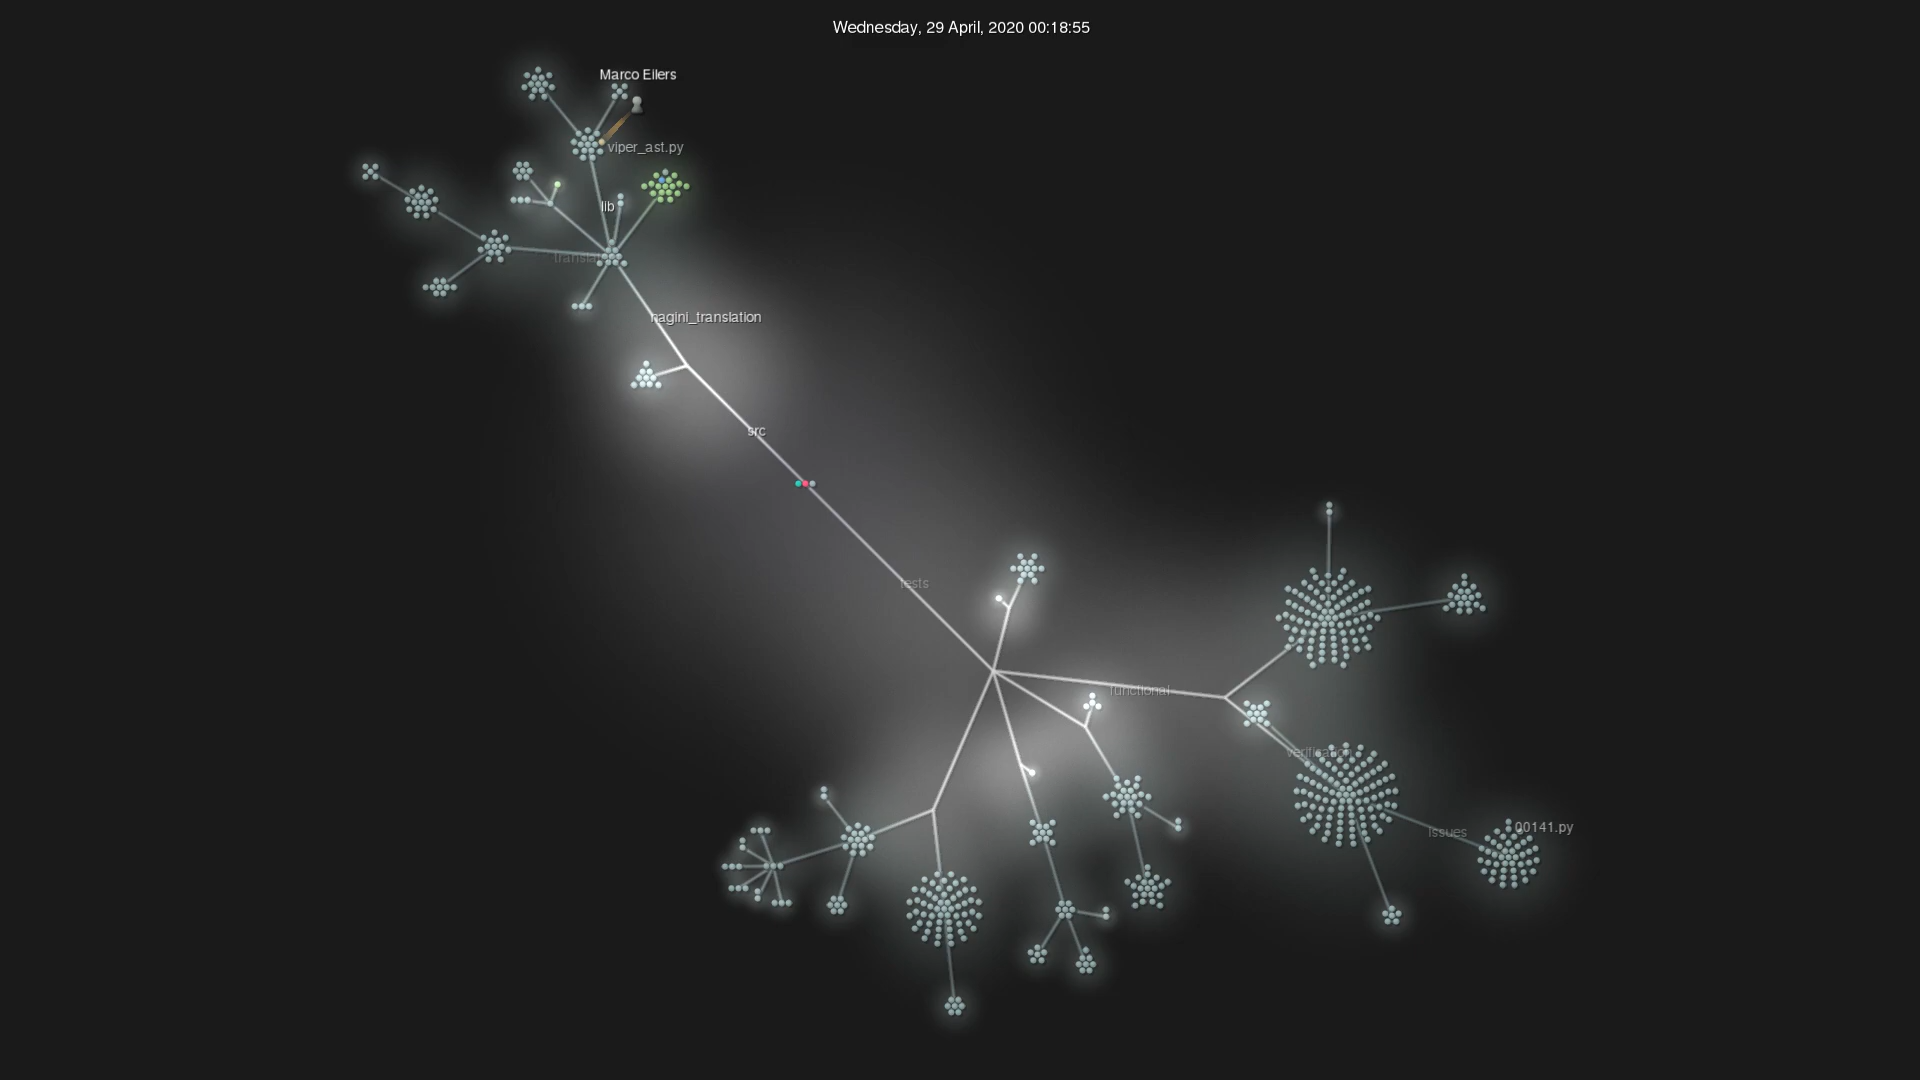 Wednesday, 29 April, 2020 00:18:55
Marco Eilers
viper_ast.py
lib
nagini_translation
src
tests
functional
verification
issues
00141.py